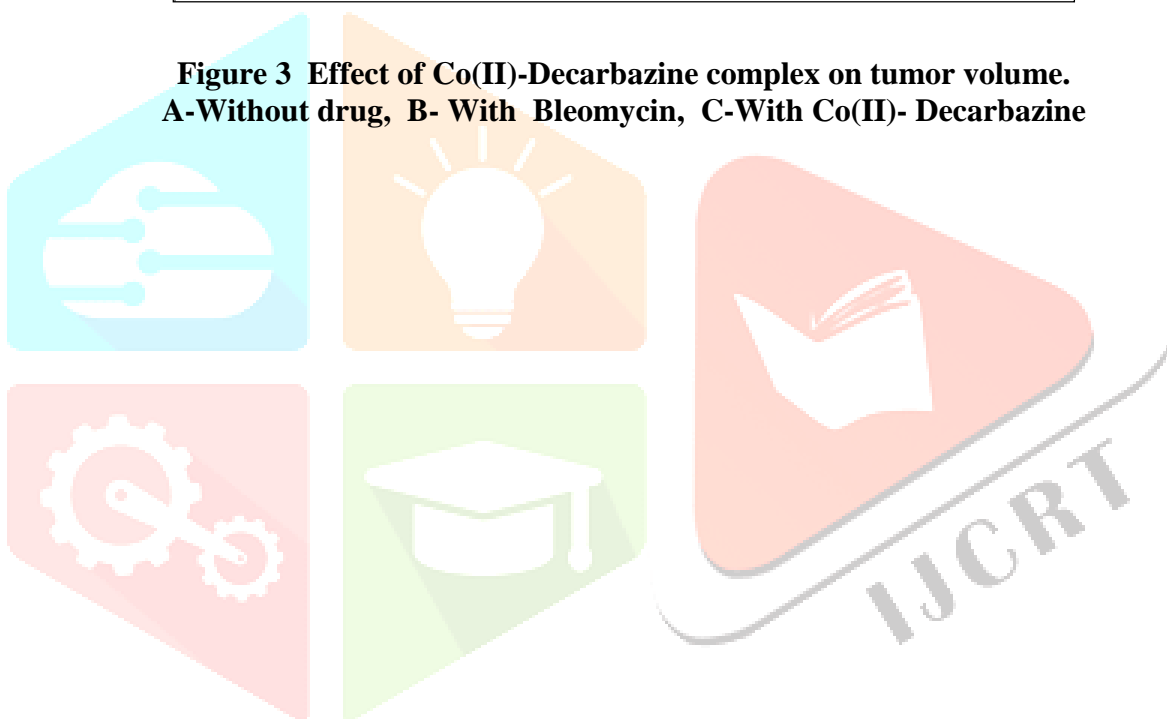 Figure 3 Effect of Co(II)-Decarbazine complex on tumor volume.
A-Without drug, B- With Bleomycin, C-With Co(II)- Decarbazine
IJCRT